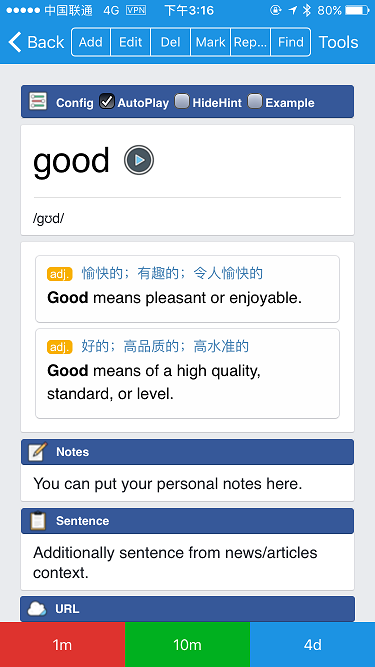 中国联通 4G VPN 下午3:16 80%
Back Add Edit Del Mark Rep... Find Tools
Config AutoPlay HideHint Example
good
/gʊd/
adj. 愉快的；有趣的；令人愉快的
Good means pleasant or enjoyable.
adj. 好的；高品质的；高水准的
Good means of a high quality,
standard, or level.
Notes
You can put your personal notes here.
Sentence
Additionally sentence from news/articles
context.
URL
1m 10m 4d